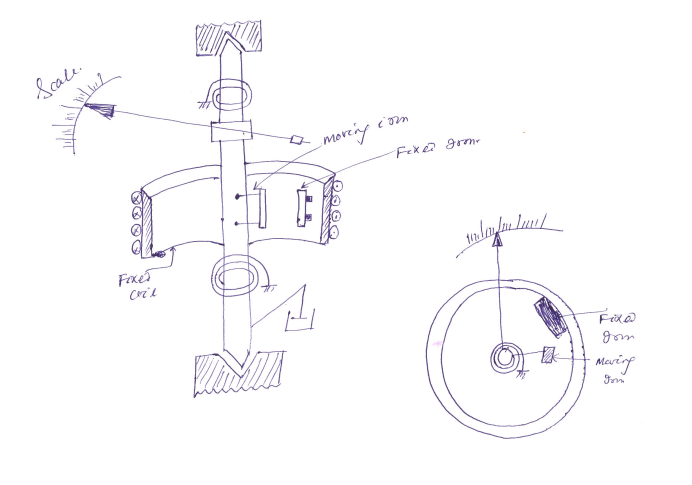 Scale.
Moving iron
Fixed iron
Fixed
coil
Fixed
iron
Moving
iron